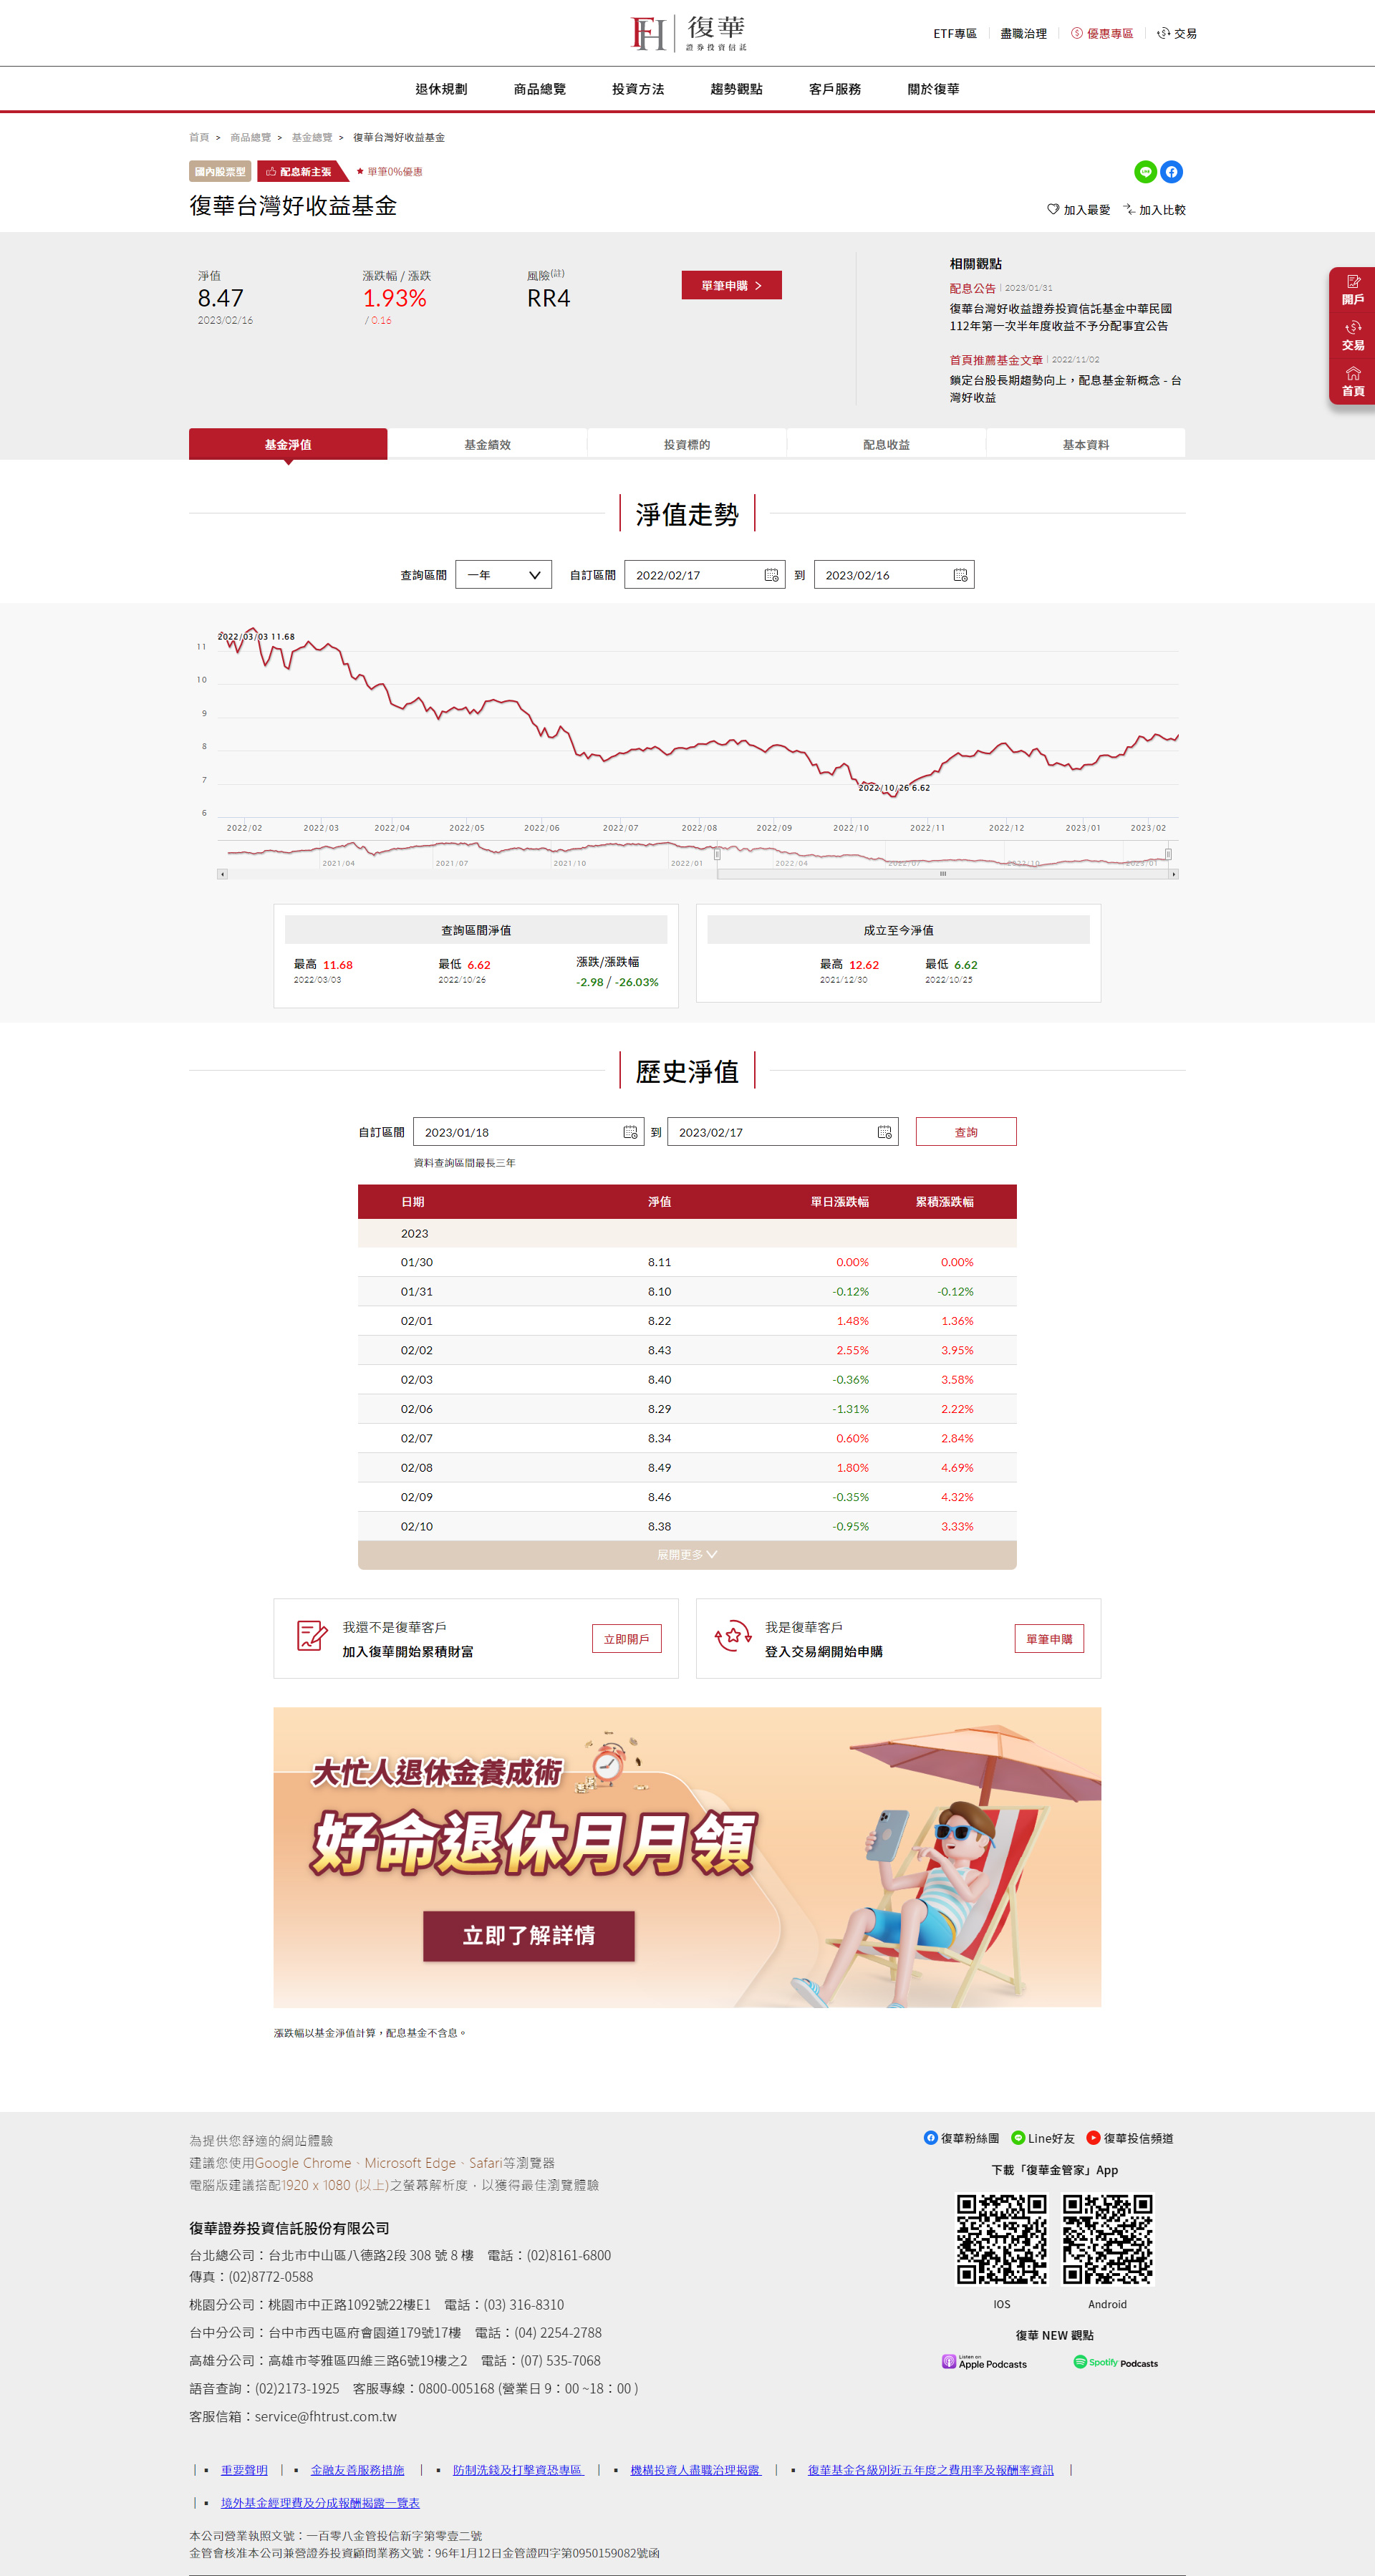 FH 復華
證券投資信託
ETF專區 盡職治理 優惠專區 交易
退休規劃 商品總覽 投資方法 趨勢觀點 客戶服務 關於復華
首頁 > 商品總覽 > 基金總覽 > 復華台灣好收益基金
國內股票型 配息新主張 ★ 單筆0%優惠
復華台灣好收益基金
加入最愛 加入比較
淨值 漲跌幅 / 漲跌 風險(註)
8.47 1.93% RR4
2023/02/16 / 0.16
單筆申購 >
相關觀點
配息公告 | 2023/01/31
復華台灣好收益證券投資信託基金中華民國
112年第一次半年度收益不予分配事宜公告
首頁推薦基金文章 | 2022/11/02
鎖定台股長期趨勢向上，配息基金新概念 - 台
灣好收益
開戶
交易
首頁
基金淨值 基金績效 投資標的 配息收益 基本資料
淨值走勢
查詢區間 一年 自訂區間 2022/02/17 到 2023/02/16
2022/03/03 11.68
11
10
9
8
7
2022/10/26 6.62
6
2022/02 2022/03 2022/04 2022/05 2022/06 2022/07 2022/08 2022/09 2022/10 2022/11 2022/12 2023/01 2023/02
2021/04 2021/07 2021/10 2022/01 2022/04 2022/07 2022/10 2023/01
查詢區間淨值
最高 11.68 最低 6.62 漲跌/漲跌幅
2022/03/03 2022/10/26 -2.98 / -26.03%
成立至今淨值
最高 12.62 最低 6.62
2021/12/30 2022/10/25
歷史淨值
自訂區間 2023/01/18 到 2023/02/17 查詢
資料查詢區間最長三年
日期 淨值 單日漲跌幅 累積漲跌幅
2023
01/30 8.11 0.00% 0.00%
01/31 8.10 -0.12% -0.12%
02/01 8.22 1.48% 1.36%
02/02 8.43 2.55% 3.95%
02/03 8.40 -0.36% 3.58%
02/06 8.29 -1.31% 2.22%
02/07 8.34 0.60% 2.84%
02/08 8.49 1.80% 4.69%
02/09 8.46 -0.35% 4.32%
02/10 8.38 -0.95% 3.33%
展開更多
我還不是復華客戶
加入復華開始累積財富
立即開戶
我是復華客戶
登入交易網開始申購
單筆申購
大忙人退休金養成術
好命退休月月領
立即了解詳情
漲跌幅以基金淨值計算，配息基金不含息。
為提供您舒適的網站體驗
建議您使用Google Chrome、Microsoft Edge、Safari等瀏覽器
電腦版建議搭配1920 x 1080 (以上)之螢幕解析度，以獲得最佳瀏覽體驗
復華證券投資信託股份有限公司
台北總公司：台北市中山區八德路2段 308 號 8 樓 電話：(02)8161-6800
傳真：(02)8772-0588
桃園分公司：桃園市中正路1092號22樓E1 電話：(03) 316-8310
台中分公司：台中市西屯區府會園道179號17樓 電話：(04) 2254-2788
高雄分公司：高雄市苓雅區四維三路6號19樓之2 電話：(07) 535-7068
語音查詢：(02)2173-1925 客服專線：0800-005168 (營業日 9：00 ~18：00 )
客服信箱：service@fhtrust.com.tw
復華粉絲團 Line好友 復華投信頻道
下載「復華金管家」App
IOS Android
復華 NEW 觀點
Listen on
Apple Podcasts Spotify Podcasts
| ▪ 重要聲明 | ▪ 金融友善服務措施 | ▪ 防制洗錢及打擊資恐專區 | ▪ 機構投資人盡職治理揭露 | ▪ 復華基金各級別近五年度之費用率及報酬率資訊 |
| ▪ 境外基金經理費及分成報酬揭露一覽表
本公司營業執照文號：一百零八金管投信新字第零壹二號
金管會核准本公司兼營證券投資顧問業務文號：96年1月12日金管證四字第0950159082號函